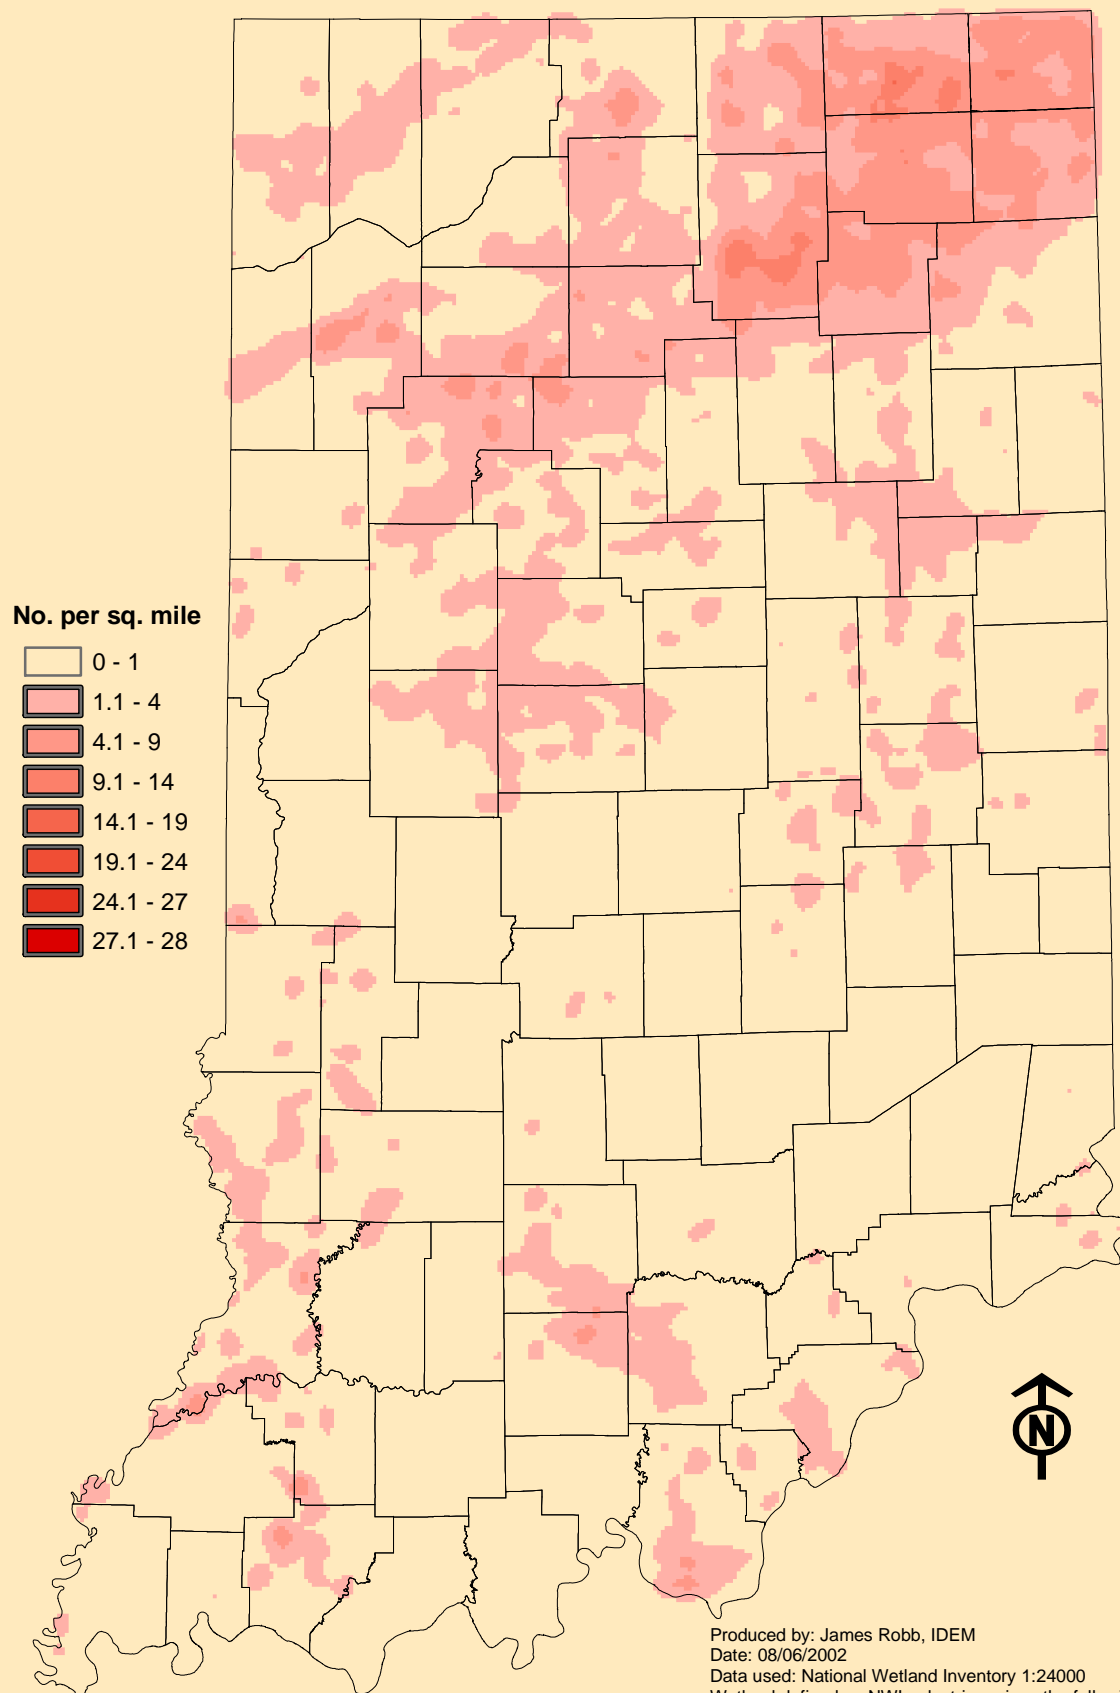 No. per sq. mile
0 - 1
1.1 - 4
4.1 - 9
9.1 - 14
14.1 - 19
19.1 - 24
24.1 - 27
27.1 - 28
N
Produced by: James Robb, IDEM
Date: 08/06/2002
Data used: National Wetland Inventory 1:24000